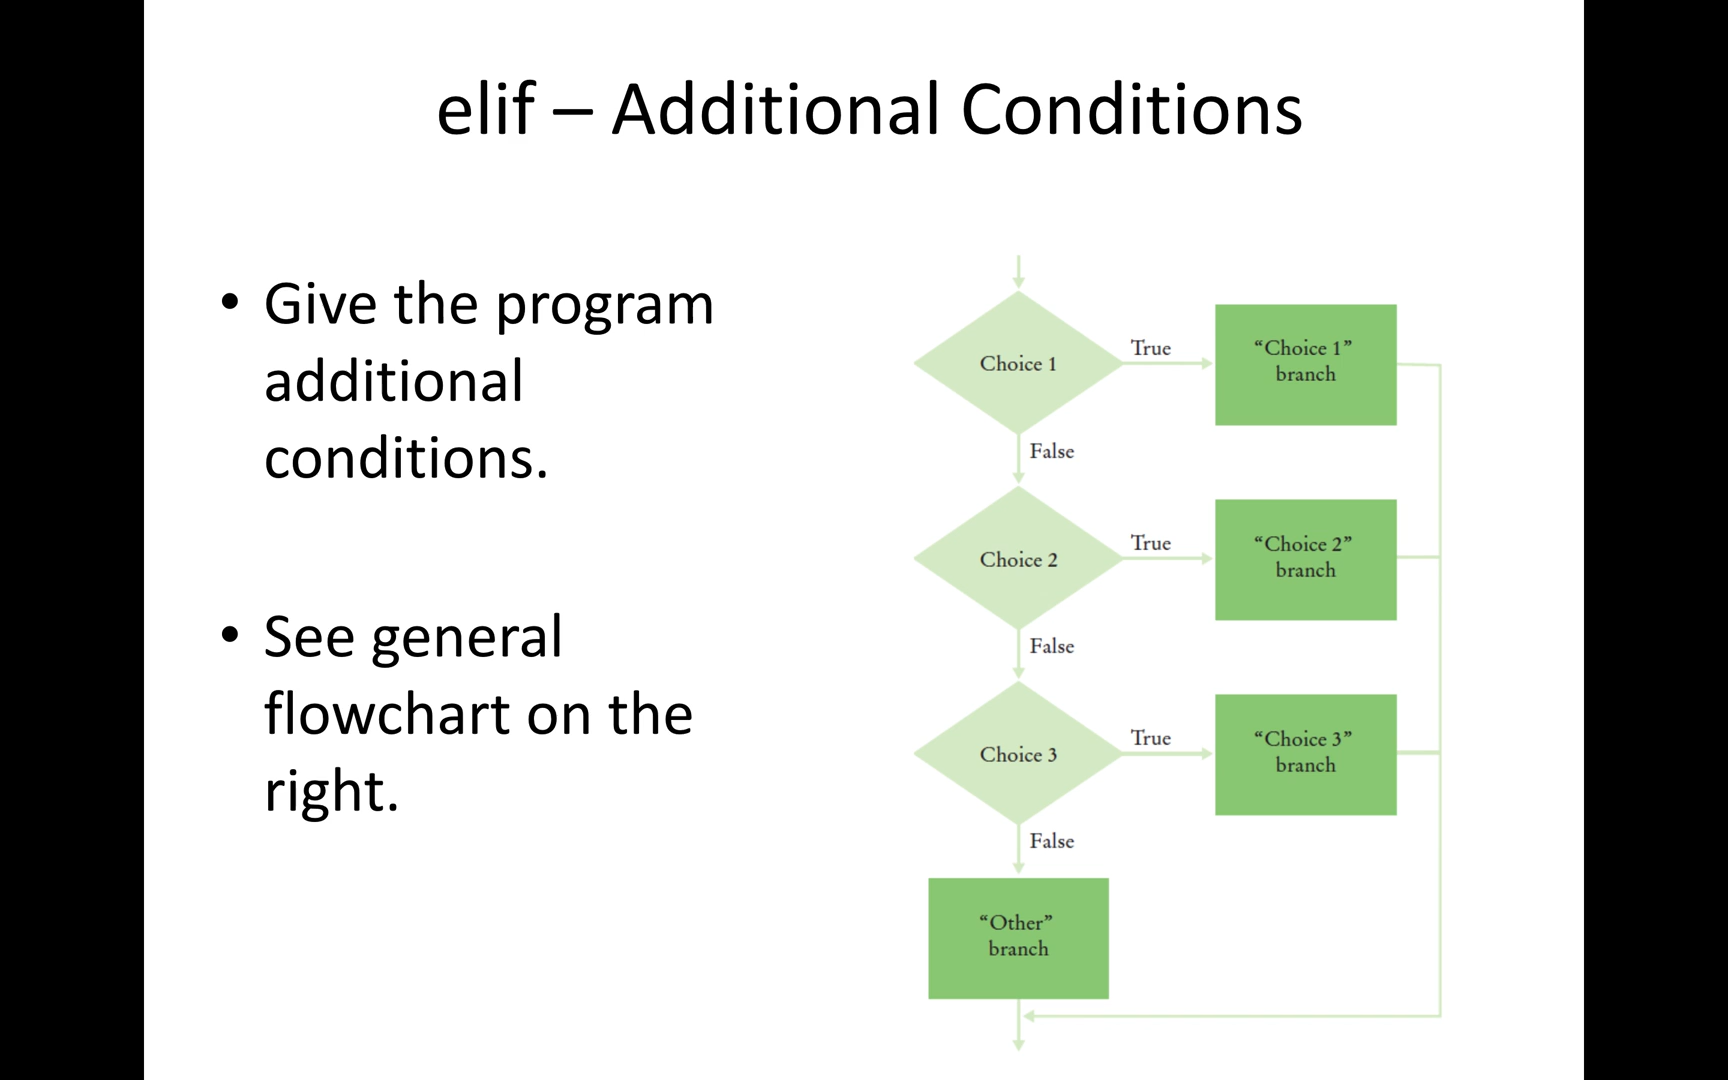 elif – Additional Conditions
• Give the program
additional
conditions.
• See general
flowchart on the
right.
Choice 1
True
“Choice 1”
branch
False
Choice 2
True
“Choice 2”
branch
False
Choice 3
True
“Choice 3”
branch
False
“Other”
branch